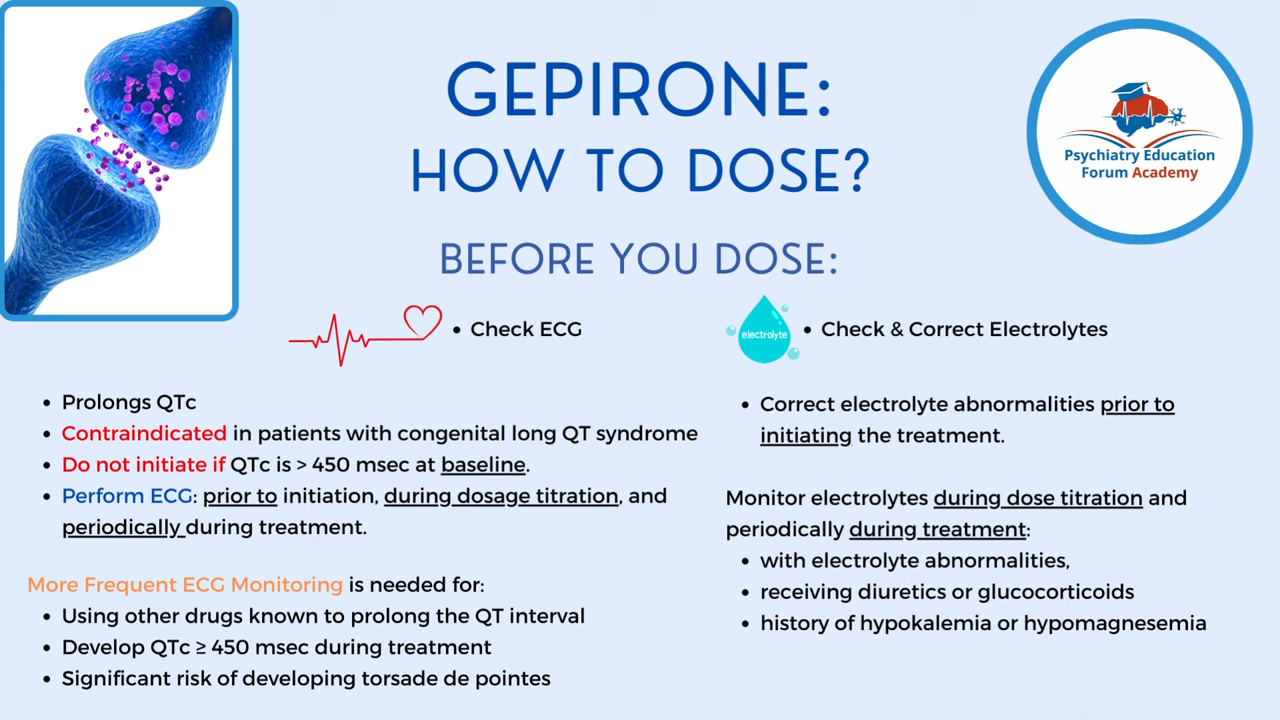 GEPIRONE:
HOW TO DOSE?
Psychiatry Education
Forum Academy
BEFORE YOU DOSE:
• Check ECG
electrolyte
• Check & Correct Electrolytes
• Prolongs QTc
• Contraindicated in patients with congenital long QT syndrome
• Do not initiate if QTc is > 450 msec at baseline.
• Perform ECG: prior to initiation, during dosage titration, and
periodically during treatment.
More Frequent ECG Monitoring is needed for:
• Using other drugs known to prolong the QT interval
• Develop QTc ≥ 450 msec during treatment
• Significant risk of developing torsade de pointes
• Correct electrolyte abnormalities prior to
initiating the treatment.
Monitor electrolytes during dose titration and
periodically during treatment:
• with electrolyte abnormalities,
• receiving diuretics or glucocorticoids
• history of hypokalemia or hypomagnesemia